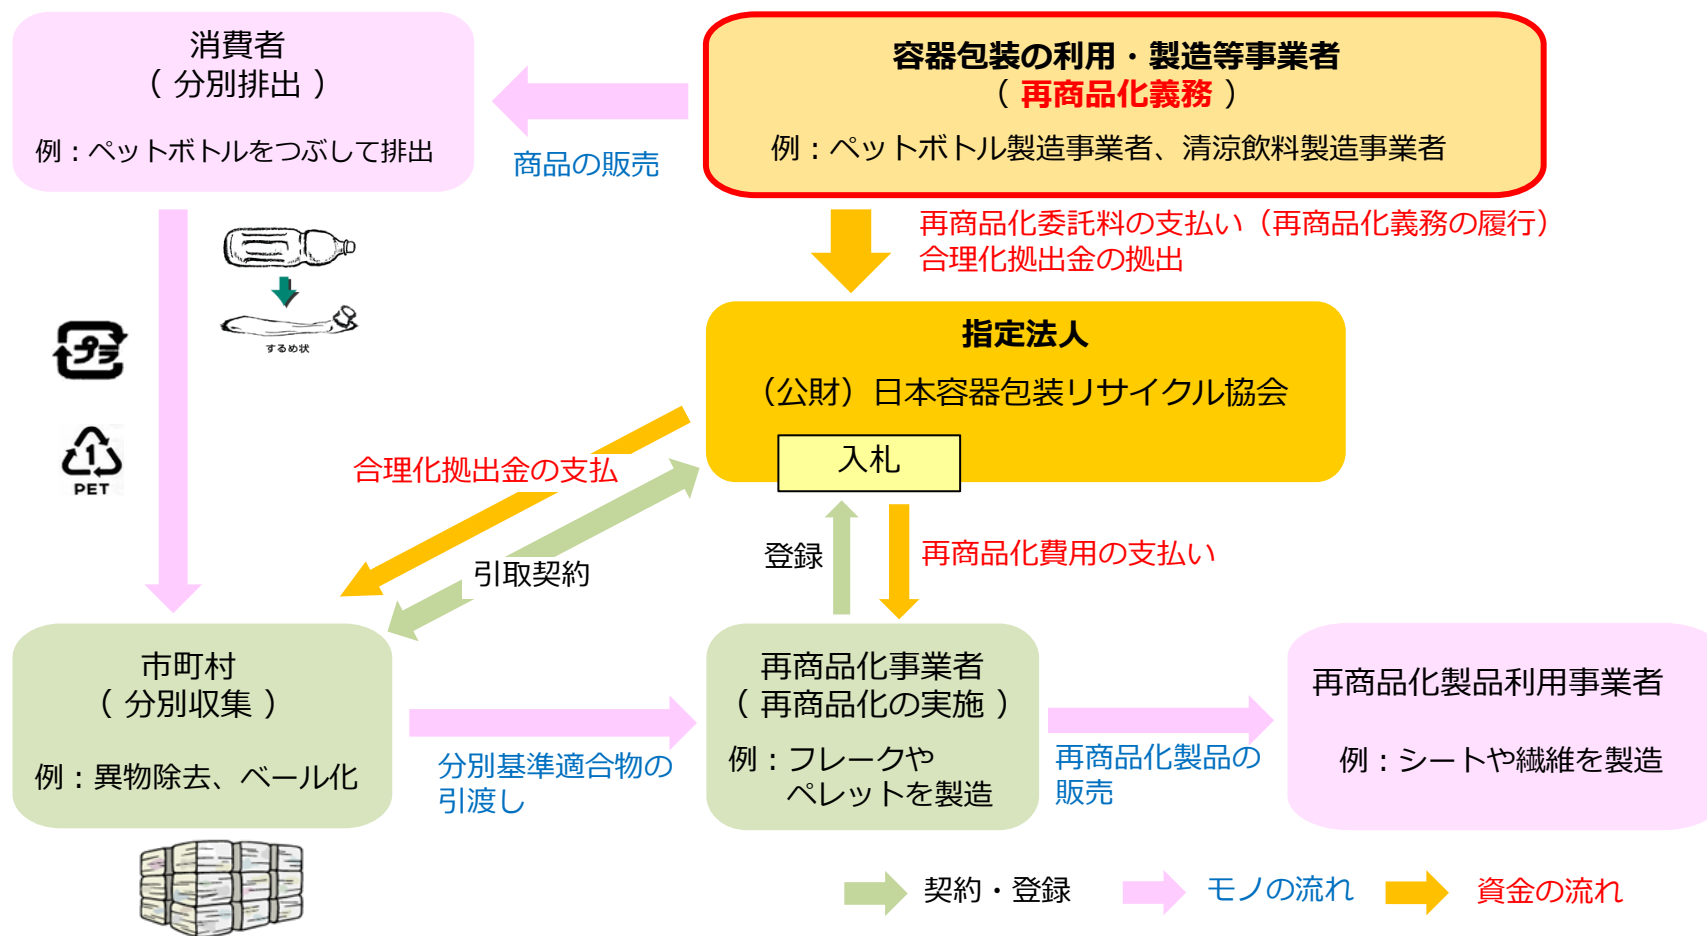 消費者
（ 分別排出 ）
例：ペットボトルをつぶして排出
商品の販売
容器包装の利用・製造等事業者
（ 再商品化義務 ）
例：ペットボトル製造事業者、清涼飲料製造事業者
再商品化委託料の支払い（再商品化義務の履行）
合理化拠出金の拠出
するめ状
プラ
1
PET
指定法人
（公財）日本容器包装リサイクル協会
入札
合理化拠出金の支払
引取契約
登録
再商品化費用の支払い
市町村
（ 分別収集 ）
例：異物除去、ベール化
分別基準適合物の
引渡し
再商品化事業者
（ 再商品化の実施 ）
例：フレークや
ペレットを製造
再商品化製品の
販売
再商品化製品利用事業者
例：シートや繊維を製造
契約・登録
モノの流れ
資金の流れ